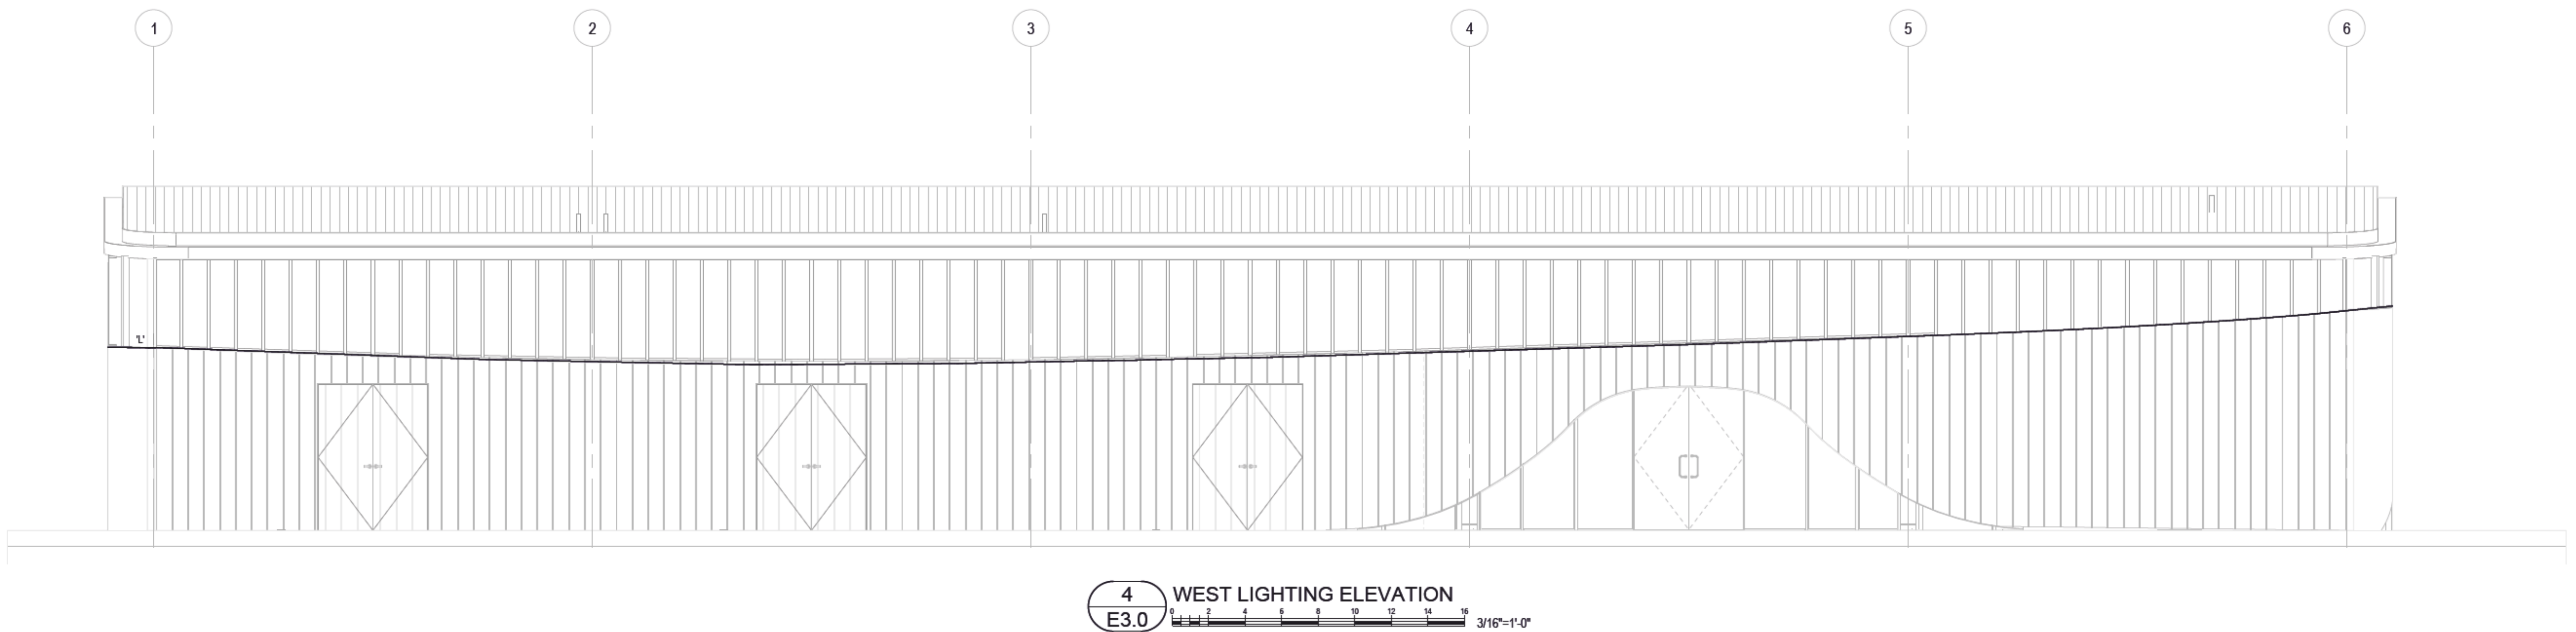 1 2 3 4 5 6
'L'
4 WEST LIGHTING ELEVATION
0 2 4 6 8 10 12 14 16
E3.0 3/16"=1'-0"